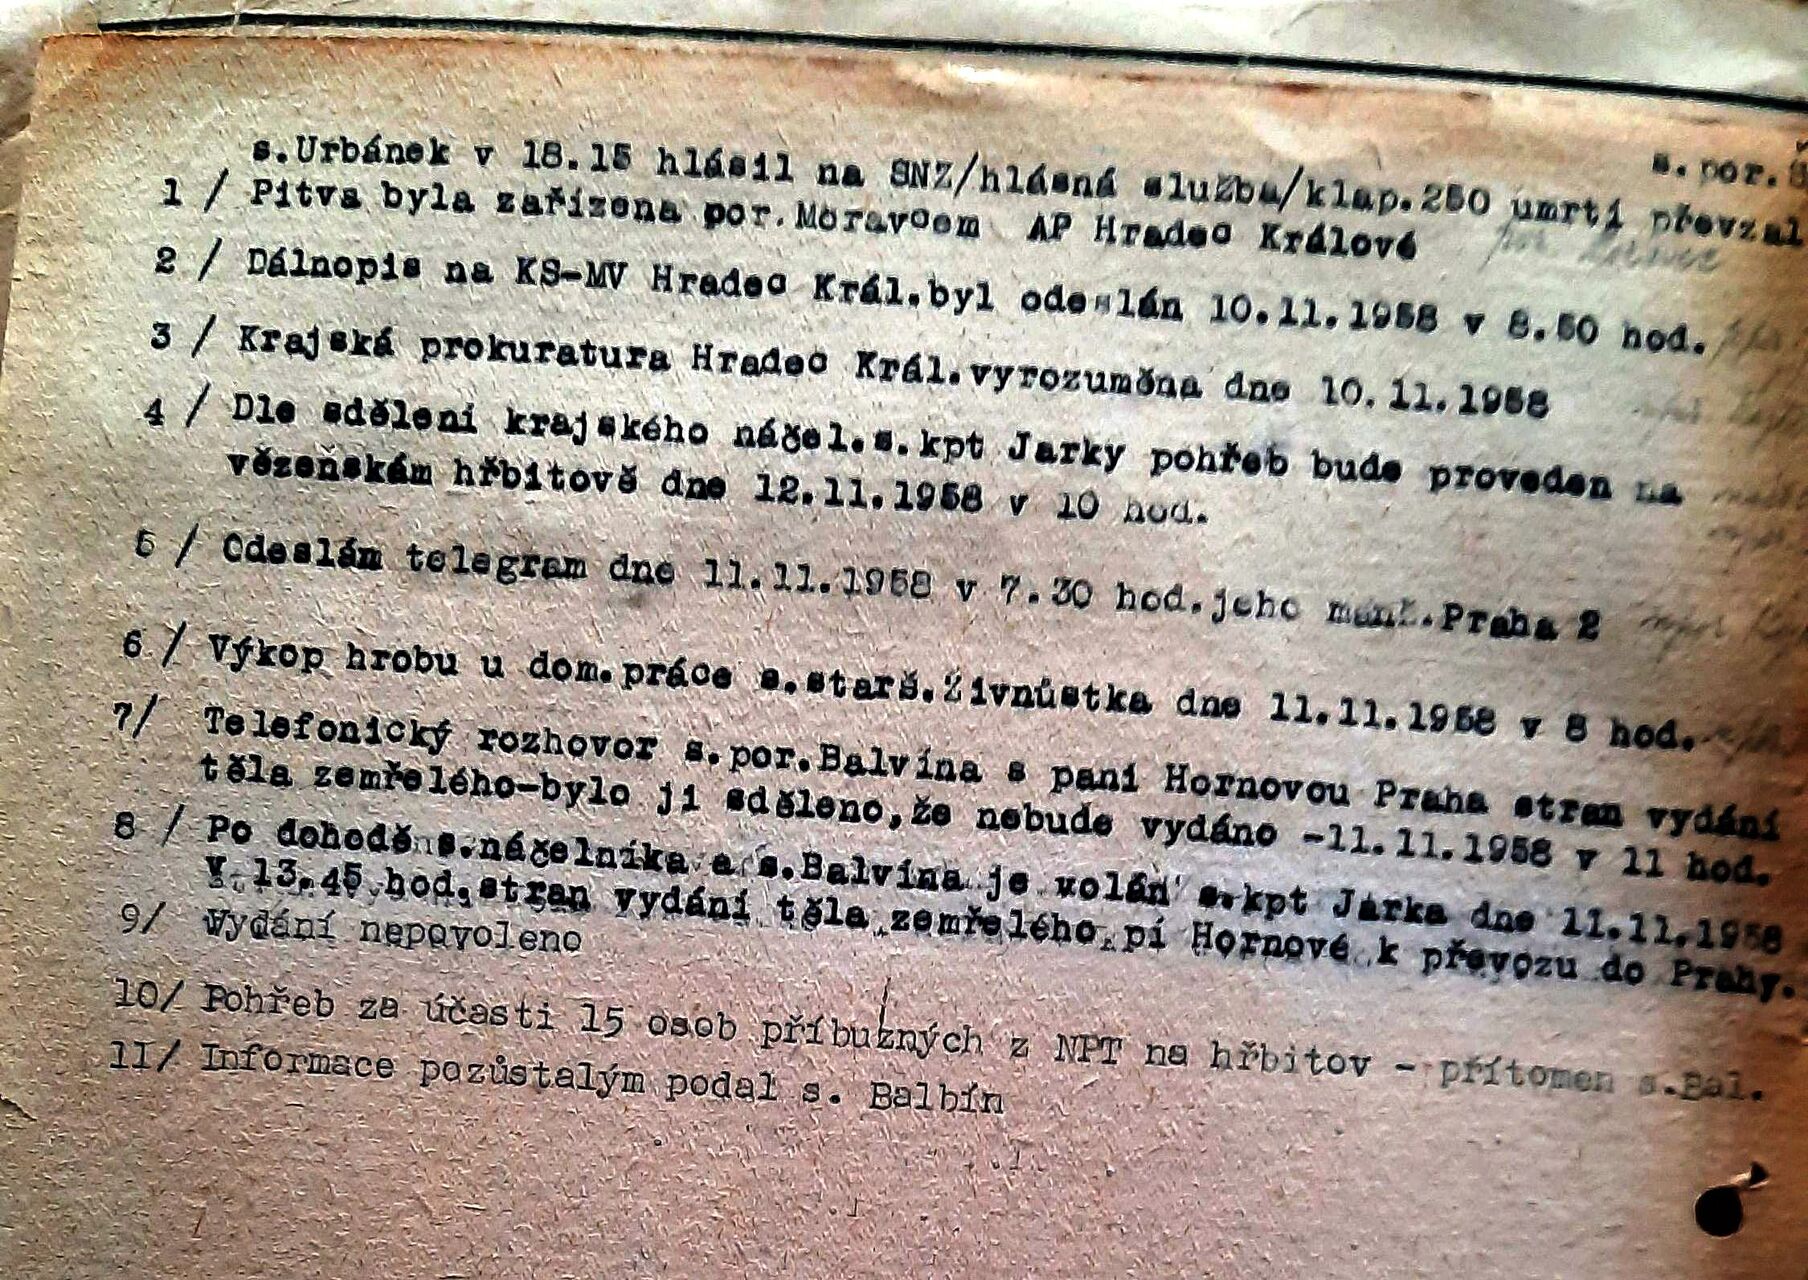 s.por.
s.Urbánek v 18.15 hlásil na SNZ/hlásná služba/klap.250 umrtí převzal
1 / Pitva byla zařízena por.Moravcem AP Hradec Králové
2 / Dálnopis na KS-MV Hradec Král.byl odeslán 10.11.1958 v 8.50 hod.
3 / Krajská prokuratura Hradec Král.vyrozuměna dne 10.11.1958
4 / Dle sdělení krajského náčel.s.kpt Jarky pohřeb bude proveden na
vězeňském hřbitově dne 12.11.1958 v 10 hod.
5 / Odeslám telegram dne 11.11.1958 v 7.30 hod.jeho manž.Praha 2
6 / Výkop hrobu u dom.práce s.starš.Živnůstka dne 11.11.1958 v 8 hod.
7/ Telefonický rozhovor s.por.Balvína s paní Hornovou Praha stran vydání
těla zemřelého-bylo jí sděleno,že nebude vydáno -11.11.1958 v 11 hod.
8 / Po dohodě s.náčelníka a s.Balvína je volán s.kpt Jarka dne 11.11.1958
v 13.45 hod.stran vydání těla zemřelého pí Hornové k převozu do Prahy.
9/ Vydání nepovoleno
10/ Pohřeb za účasti 15 osob příbuzných z NPT na hřbitov - přítomen s.Bal.
11/ Informace pozůstalým podal s. Balbín